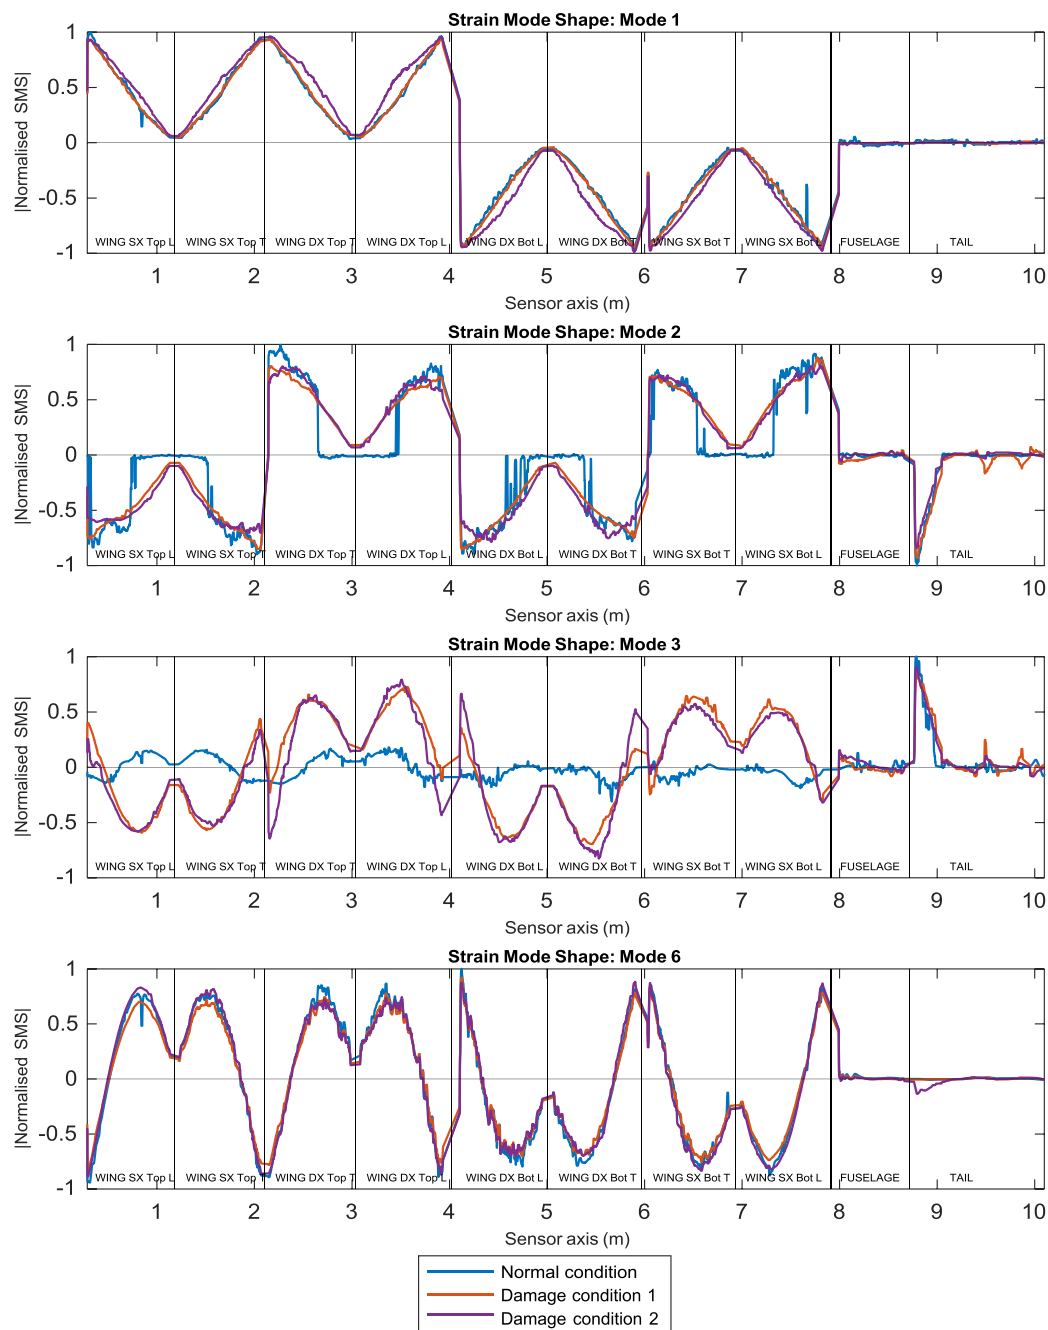 Strain Mode Shape: Mode 1
|Normalised SMS|
1
0.5
0
-0.5
-1
WING SX Top L
WING SX Top T
WING DX Top T
WING DX Top L
WING DX Bot L
WING DX Bot T
WING SX Bot T
WING SX Bot L
FUSELAGE
TAIL
1 2 3 4 5 6 7 8 9 10
Sensor axis (m)
Strain Mode Shape: Mode 2
|Normalised SMS|
1
0.5
0
-0.5
-1
WING SX Top L
WING SX Top T
WING DX Top T
WING DX Top L
WING DX Bot L
WING DX Bot T
WING SX Bot T
WING SX Bot L
FUSELAGE
TAIL
1 2 3 4 5 6 7 8 9 10
Sensor axis (m)
Strain Mode Shape: Mode 3
|Normalised SMS|
1
0.5
0
-0.5
-1
WING SX Top L
WING SX Top T
WING DX Top T
WING DX Top L
WING DX Bot L
WING DX Bot T
WING SX Bot T
WING SX Bot L
FUSELAGE
TAIL
1 2 3 4 5 6 7 8 9 10
Sensor axis (m)
Strain Mode Shape: Mode 6
|Normalised SMS|
1
0.5
0
-0.5
-1
WING SX Top L
WING SX Top T
WING DX Top T
WING DX Top L
WING DX Bot L
WING DX Bot T
WING SX Bot T
WING SX Bot L
FUSELAGE
TAIL
1 2 3 4 5 6 7 8 9 10
Sensor axis (m)
Normal condition
Damage condition 1
Damage condition 2